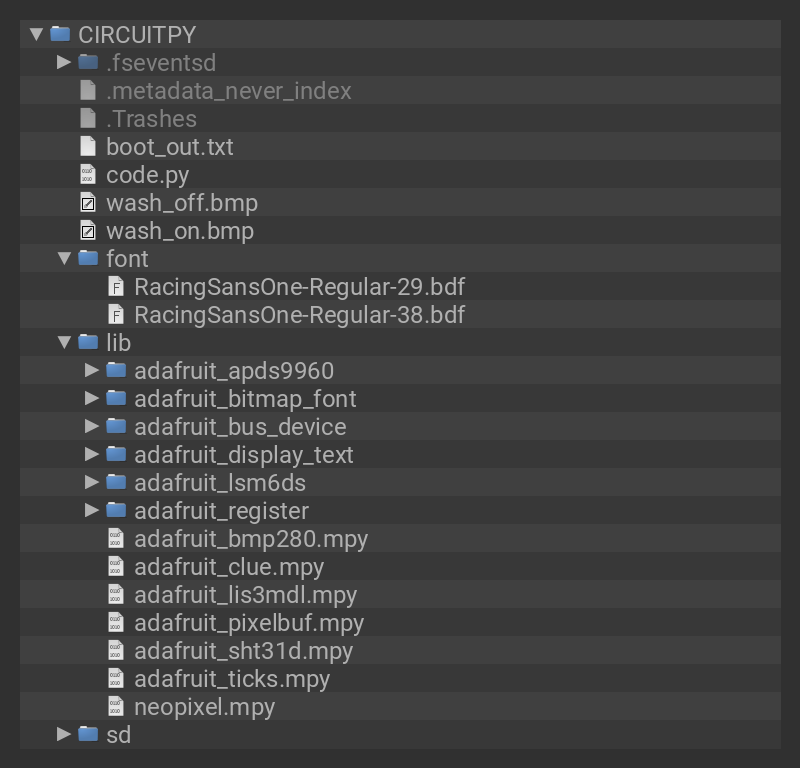 CIRCUITPY
.fseventsd
.metadata_never_index
.Trashes
boot_out.txt
code.py
wash_off.bmp
wash_on.bmp
font
RacingSansOne-Regular-29.bdf
RacingSansOne-Regular-38.bdf
lib
adafruit_apds9960
adafruit_bitmap_font
adafruit_bus_device
adafruit_display_text
adafruit_lsm6ds
adafruit_register
adafruit_bmp280.mpy
adafruit_clue.mpy
adafruit_lis3mdl.mpy
adafruit_pixelbuf.mpy
adafruit_sht31d.mpy
adafruit_ticks.mpy
neopixel.mpy
sd